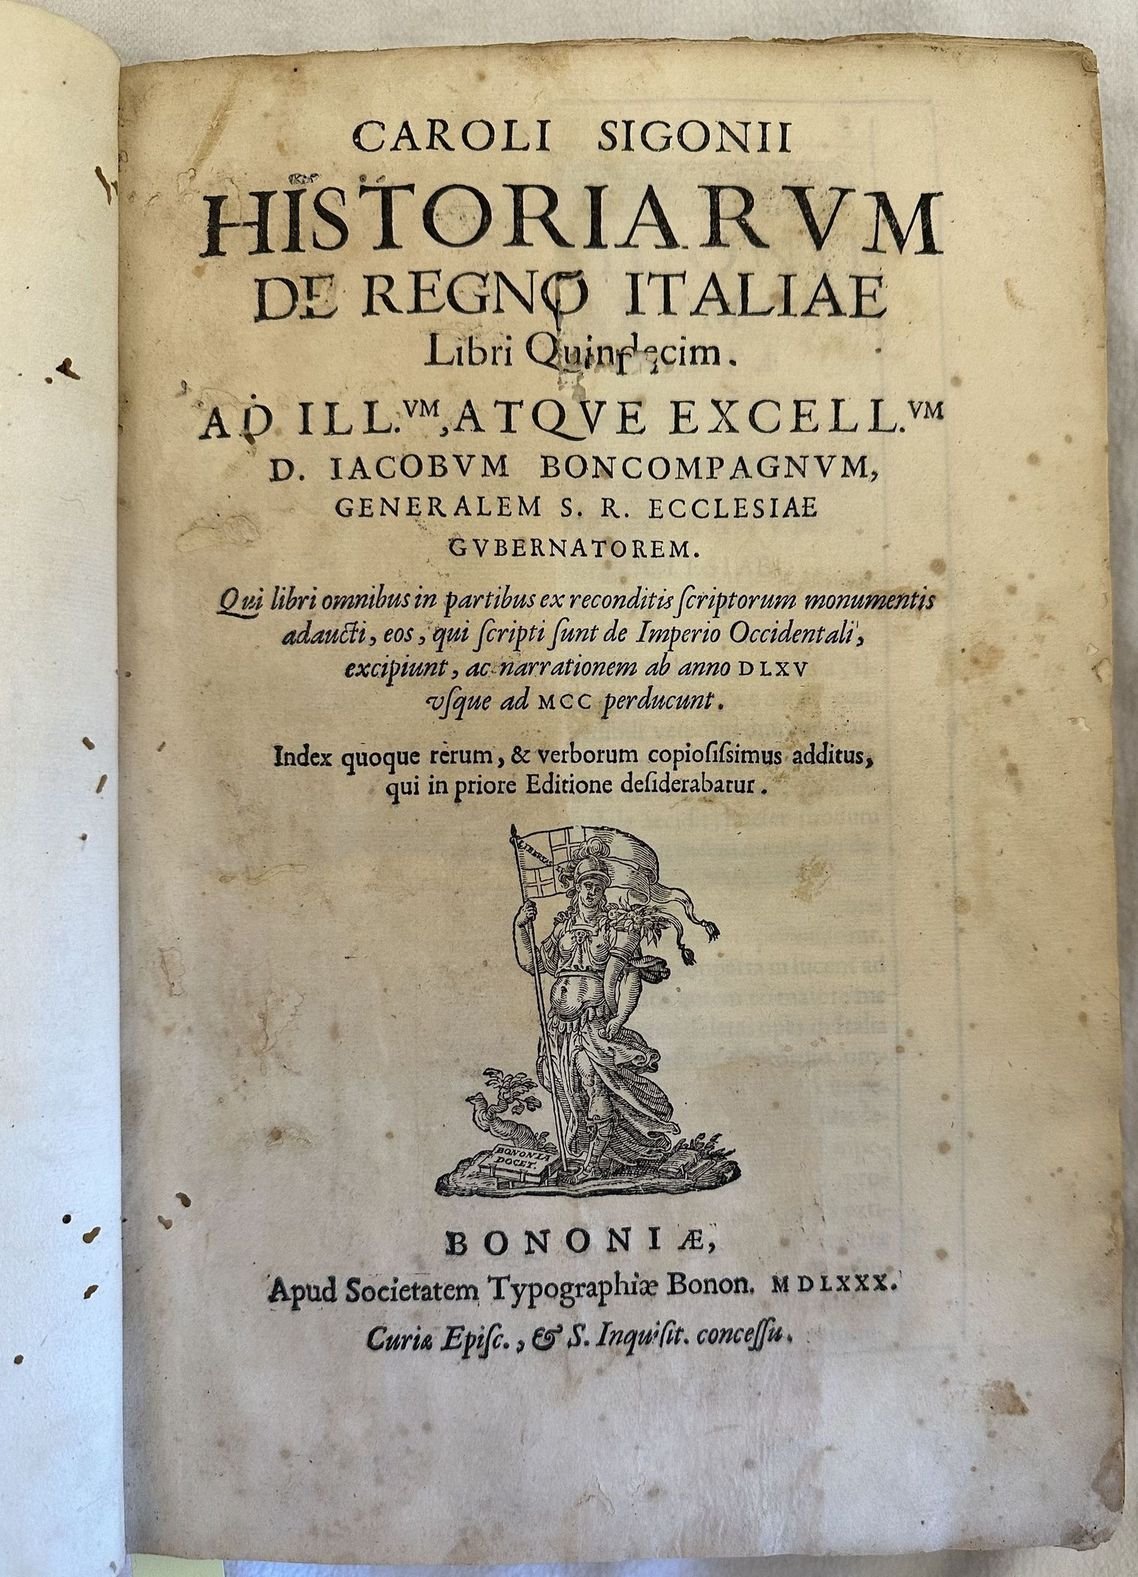 CAROLI SIGONII
HISTORIARVM
DE REGNO ITALIAE
Libri Quindecim.
AD ILL.VM, ATQVE EXCELL.VM
D. IACOBVM BONCOMPAGNVM,
GENERALEM S. R. ECCLESIAE
GVBERNATOREM.
Qui libri omnibus in partibus ex reconditis ſcriptorum monumentis
adaucti, eos, qui ſcripti ſunt de Imperio Occidentali,
excipiunt, ac narrationem ab anno DLXV
vſque ad MCC perducunt.
Index quoque rerum, & verborum copioſiſsimus additus,
qui in priore Editione deſiderabatur.
LIBERTAS
BONONIA
DOCET.
BONONIÆ,
Apud Societatem Typographiæ Bonon. MDLXXX.
Curiæ Epiſc., & S. Inquiſit. conceſſu.